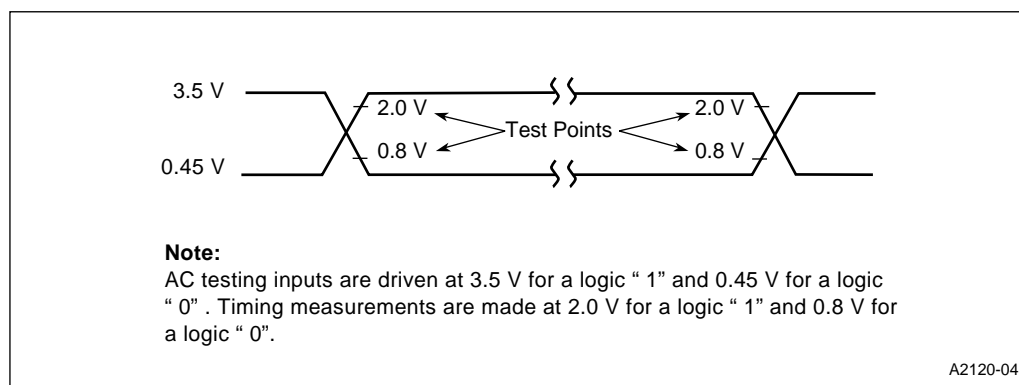 3.5 V
2.0 V
2.0 V
Test Points
0.8 V
0.8 V
0.45 V
Note:
AC testing inputs are driven at 3.5 V for a logic “ 1” and 0.45 V for a logic
“ 0” . Timing measurements are made at 2.0 V for a logic “ 1” and 0.8 V for
a logic “ 0”.
A2120-04